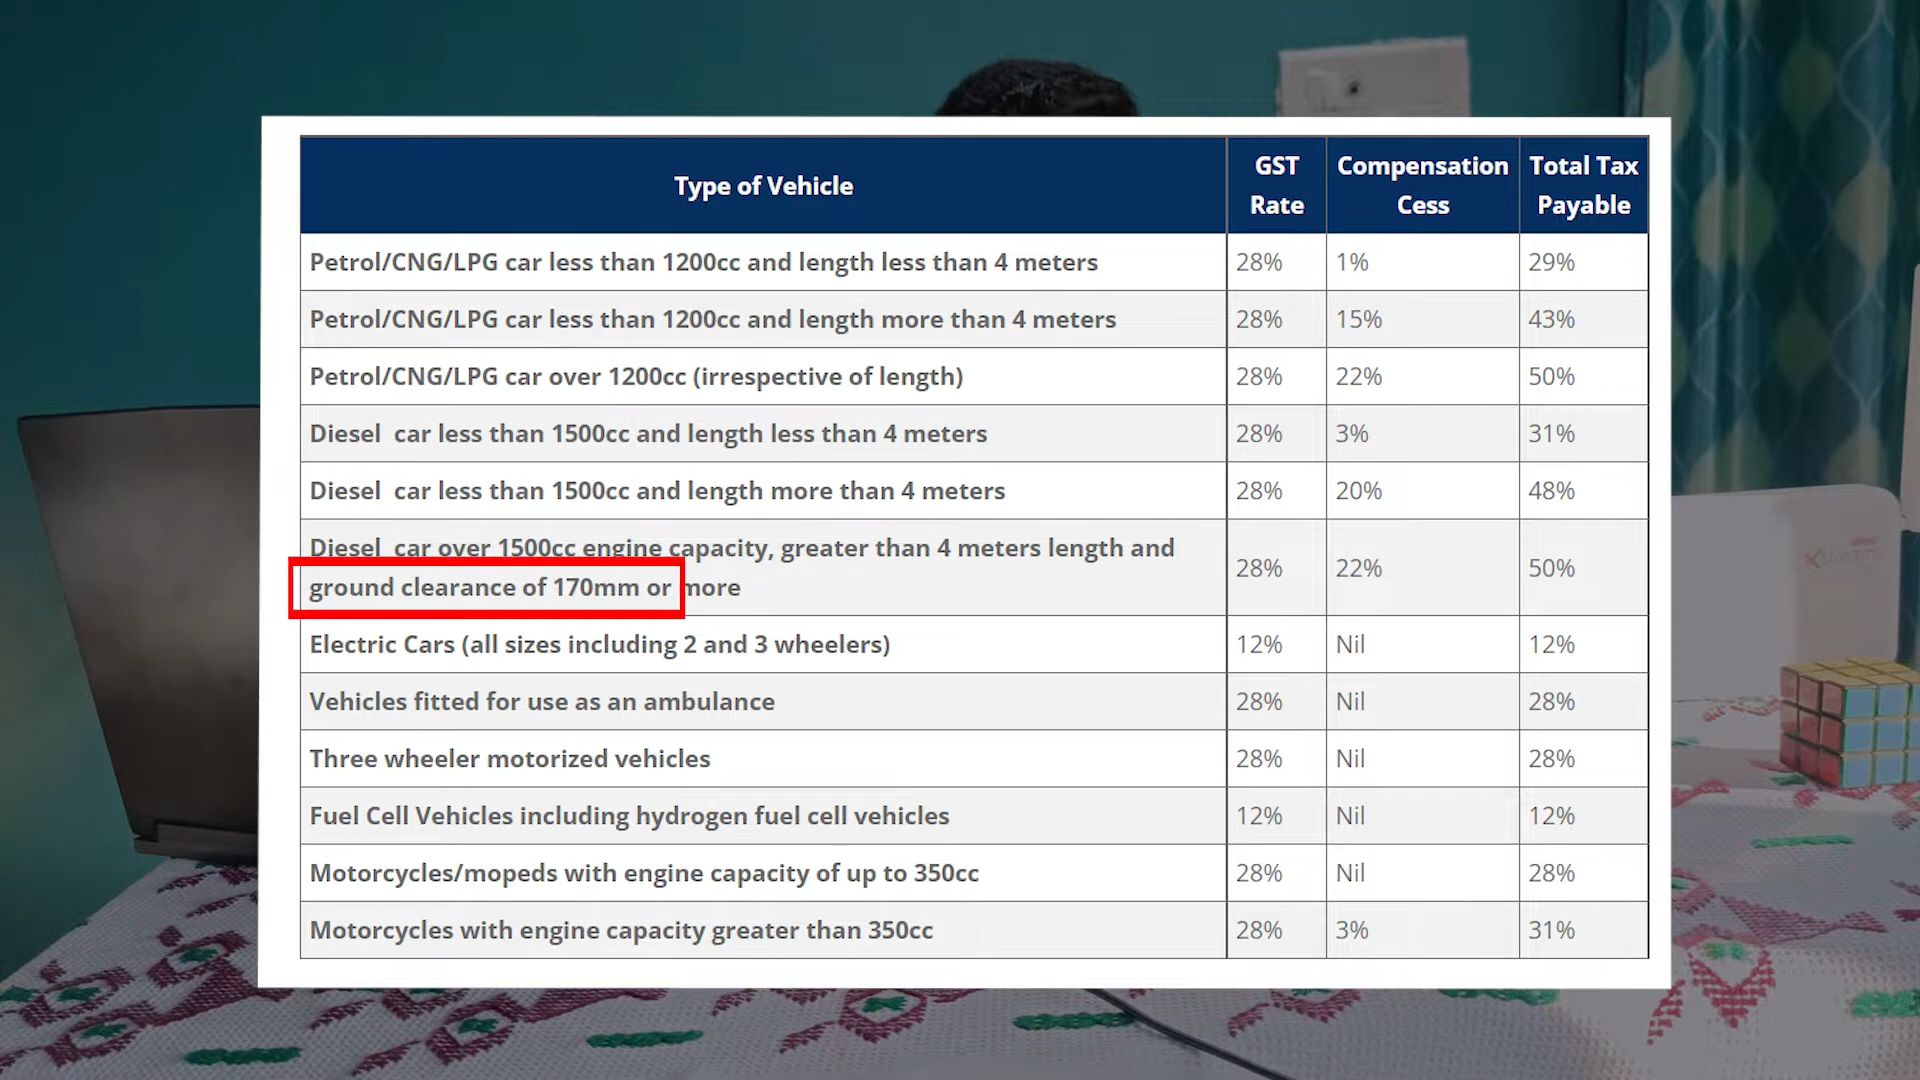 Type of Vehicle
GST Rate
Compensation Cess
Total Tax Payable
Petrol/CNG/LPG car less than 1200cc and length less than 4 meters 28% 1% 29%
Petrol/CNG/LPG car less than 1200cc and length more than 4 meters 28% 15% 43%
Petrol/CNG/LPG car over 1200cc (irrespective of length) 28% 22% 50%
Diesel car less than 1500cc and length less than 4 meters 28% 3% 31%
Diesel car less than 1500cc and length more than 4 meters 28% 20% 48%
Diesel car over 1500cc engine capacity, greater than 4 meters length and
ground clearance of 170mm or more 28% 22% 50%
Electric Cars (all sizes including 2 and 3 wheelers) 12% Nil 12%
Vehicles fitted for use as an ambulance 28% Nil 28%
Three wheeler motorized vehicles 28% Nil 28%
Fuel Cell Vehicles including hydrogen fuel cell vehicles 12% Nil 12%
Motorcycles/mopeds with engine capacity of up to 350cc 28% Nil 28%
Motorcycles with engine capacity greater than 350cc 28% 3% 31%